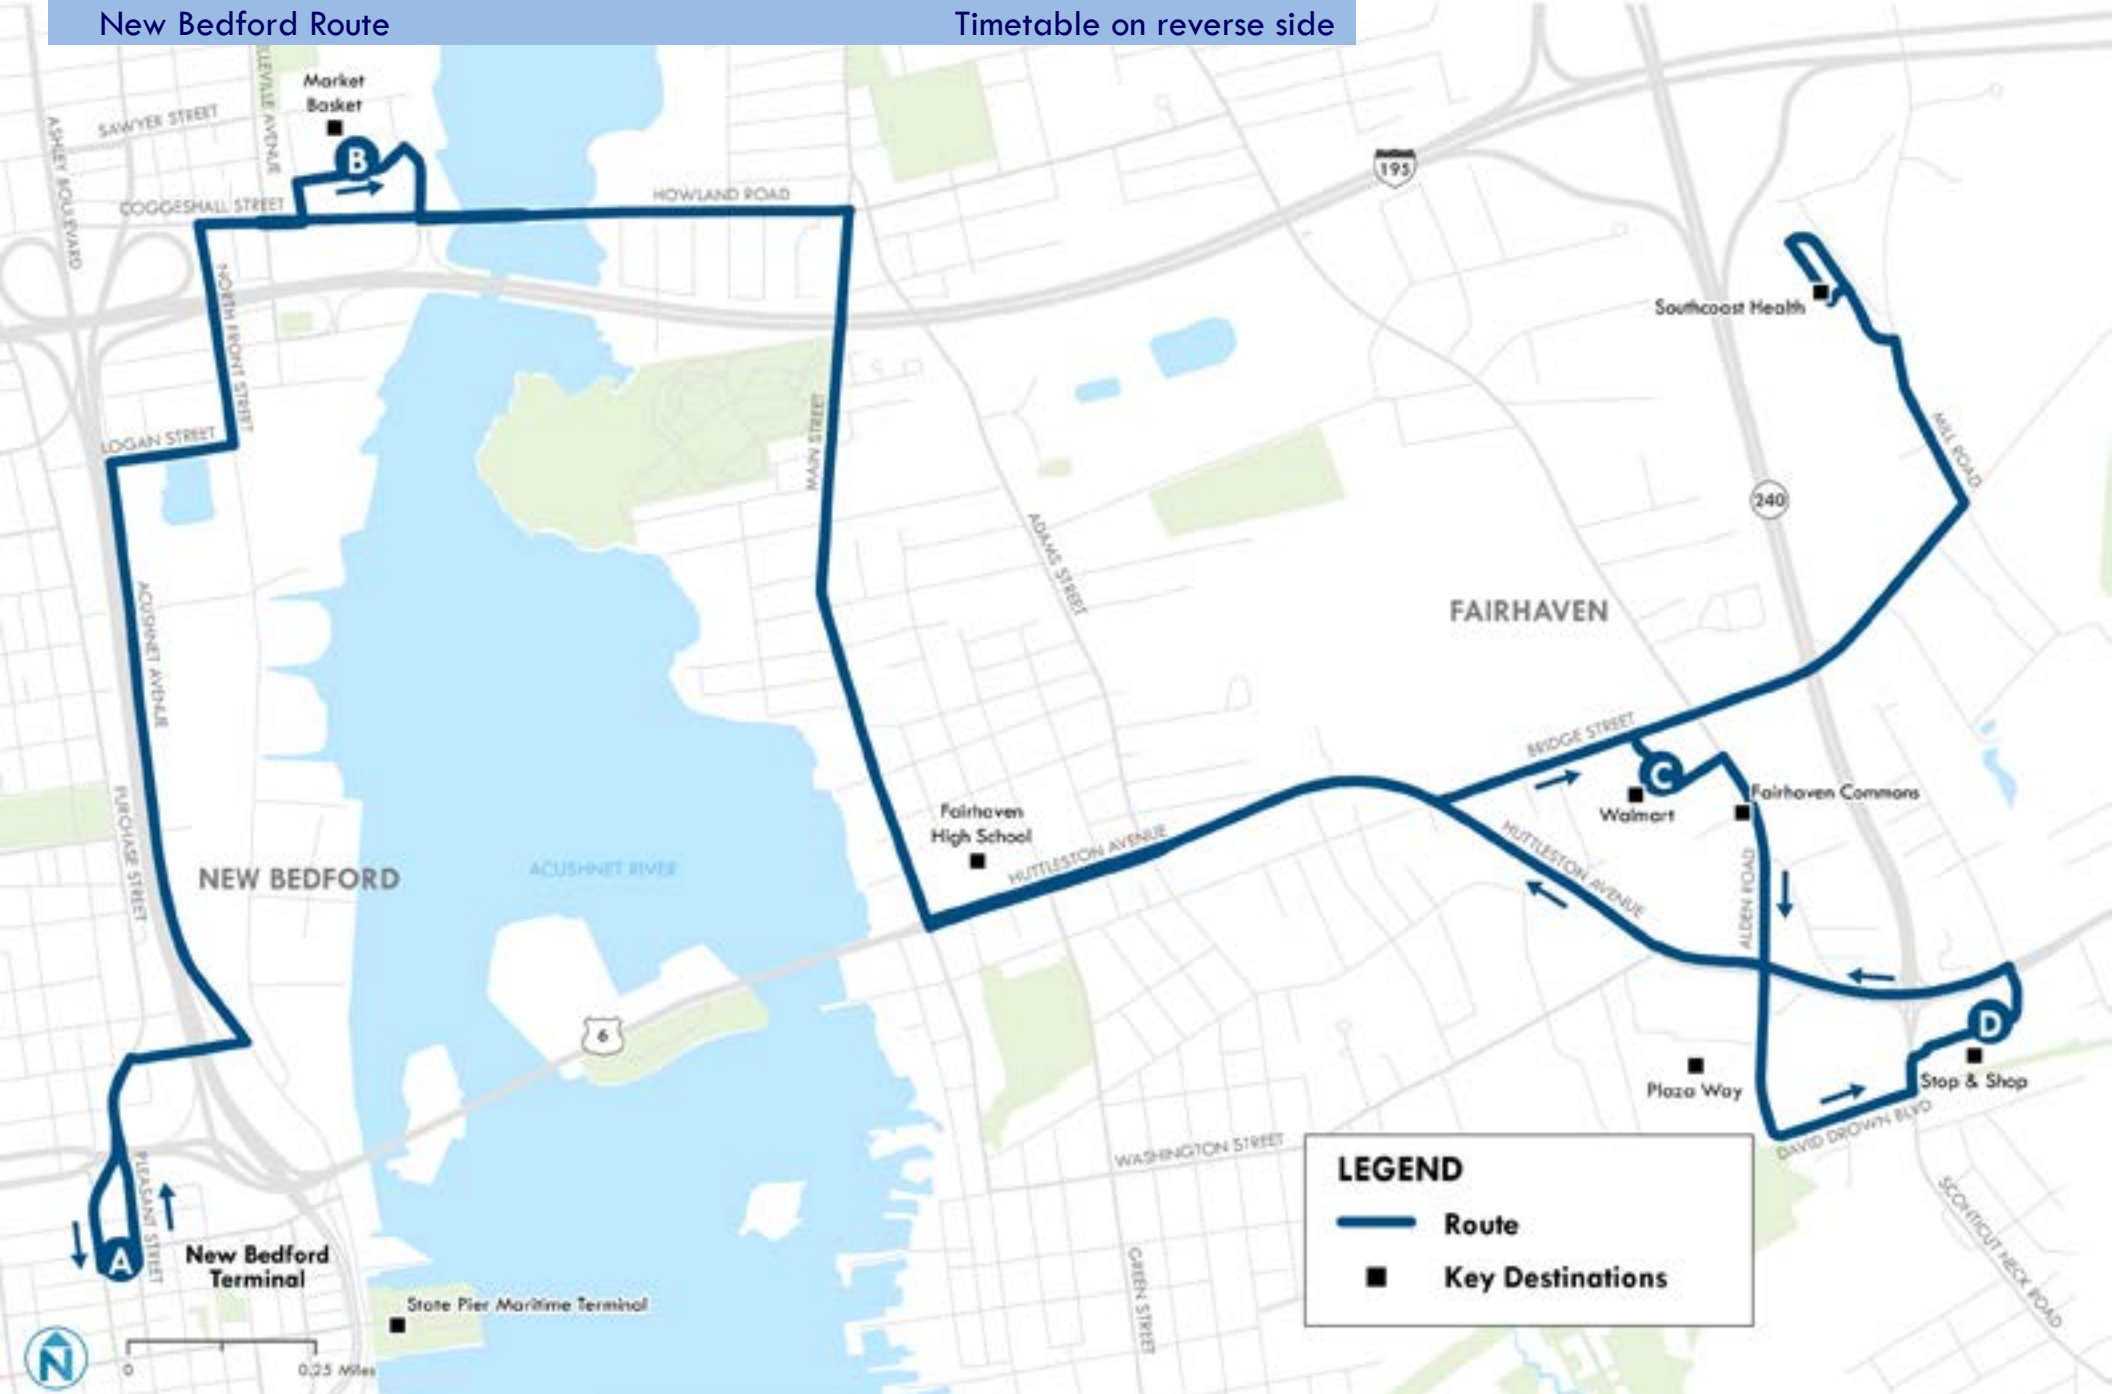 New Bedford Route
Timetable on reverse side
Market
Basket
SAWYER STREET
ASHLEY BOULEVARD
B
COGGESHALL STREET
HOWLAND ROAD
195
NORTH FRONT STREET
Southcoast Health
LOGAN STREET
MAIN STREET
MILL ROAD
240
ADAMS STREET
ACUSHNET AVENUE
FAIRHAVEN
BRIDGE STREET
C
Fairhaven Commons
Walmart
PURCHASE STREET
Fairhaven
High School
HUTTLESTON AVENUE
HUTTLESTON AVENUE
ALDEN ROAD
NEW BEDFORD
ACUSHNET RIVER
6
D
Stop & Shop
Plaza Way
DAVID DROWN BLVD
WASHINGTON STREET
PLEASANT STREET
SCONTICUT NECK ROAD
A
New Bedford
Terminal
GREEN STREET
State Pier Maritime Terminal
LEGEND
Route
Key Destinations
N
0
0.25 Miles